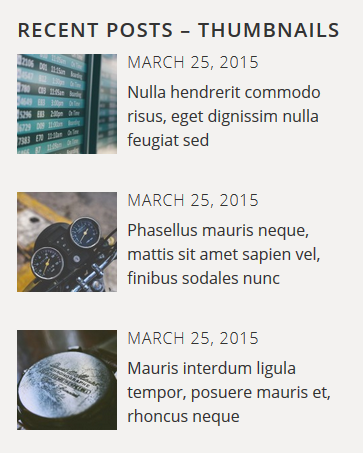 RECENT POSTS – THUMBNAILS
MARCH 25, 2015
Nulla hendrerit commodo
risus, eget dignissim nulla
feugiat sed
MARCH 25, 2015
Phasellus mauris neque,
mattis sit amet sapien vel,
finibus sodales nunc
MARCH 25, 2015
Mauris interdum ligula
tempor, posuere mauris et,
rhoncus neque